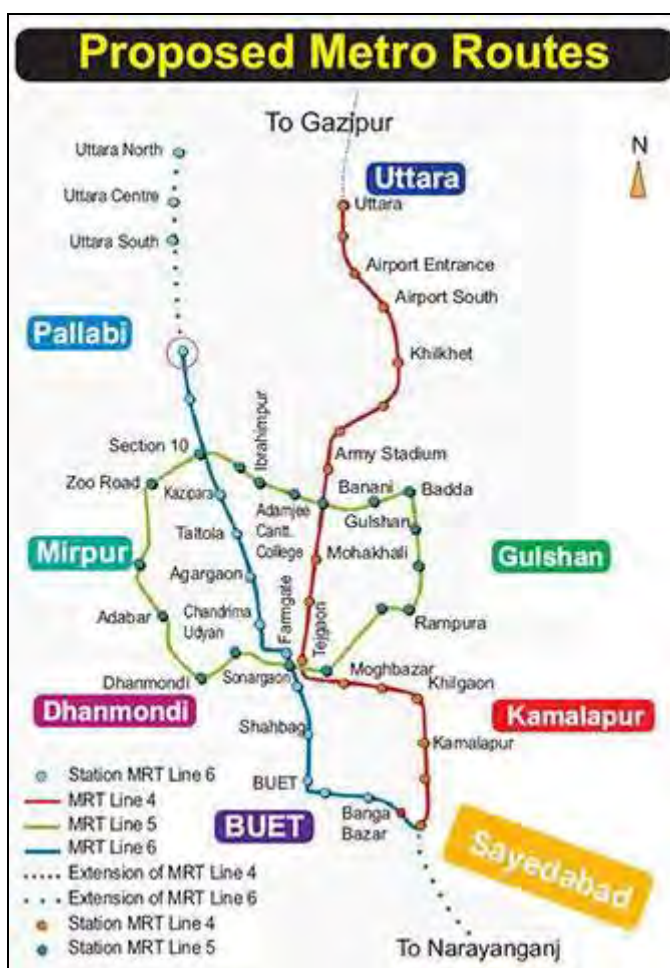 Proposed Metro Routes
To Gazipur
N
Uttara North
Uttara
Uttara Centre
Uttara
Uttara South
Airport Entrance
Airport South
Pallabi
Khilkhet
Section 10
Ibrahimpur
Army Stadium
Zoo Road
Banani
Badda
Kazipara
Adamjee
Cantt.
College
Gulshan
Taltola
Mohakhali
Mirpur
Gulshan
Agargaon
Farmgate
Tejgaon
Chandrima
Udyan
Adabar
Rampura
Dhanmondi
Sonargaon
Moghbazar
Khilgaon
Dhanmondi
Kamalapur
Shahbag
Kamalapur
Station MRT Line 6
BUET
MRT Line 4
Banga
Bazar
MRT Line 5
BUET
MRT Line 6
Sayedabad
Extension of MRT Line 4
Extension of MRT Line 6
Station MRT Line 4
Station MRT Line 5
To Narayanganj